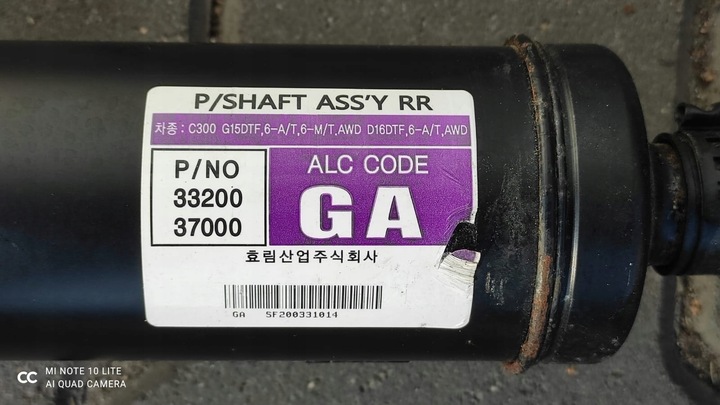 P/SHAFT ASS'Y RR
차종 : C300 G15DTF,6-A/T,6-M/T,AWD D16DTF,6-A/T,AWD
P/NO
33200
37000
ALC CODE
GA
효림산업주식회사
GA SF200331014
MI NOTE 10 LITE
AI QUAD CAMERA